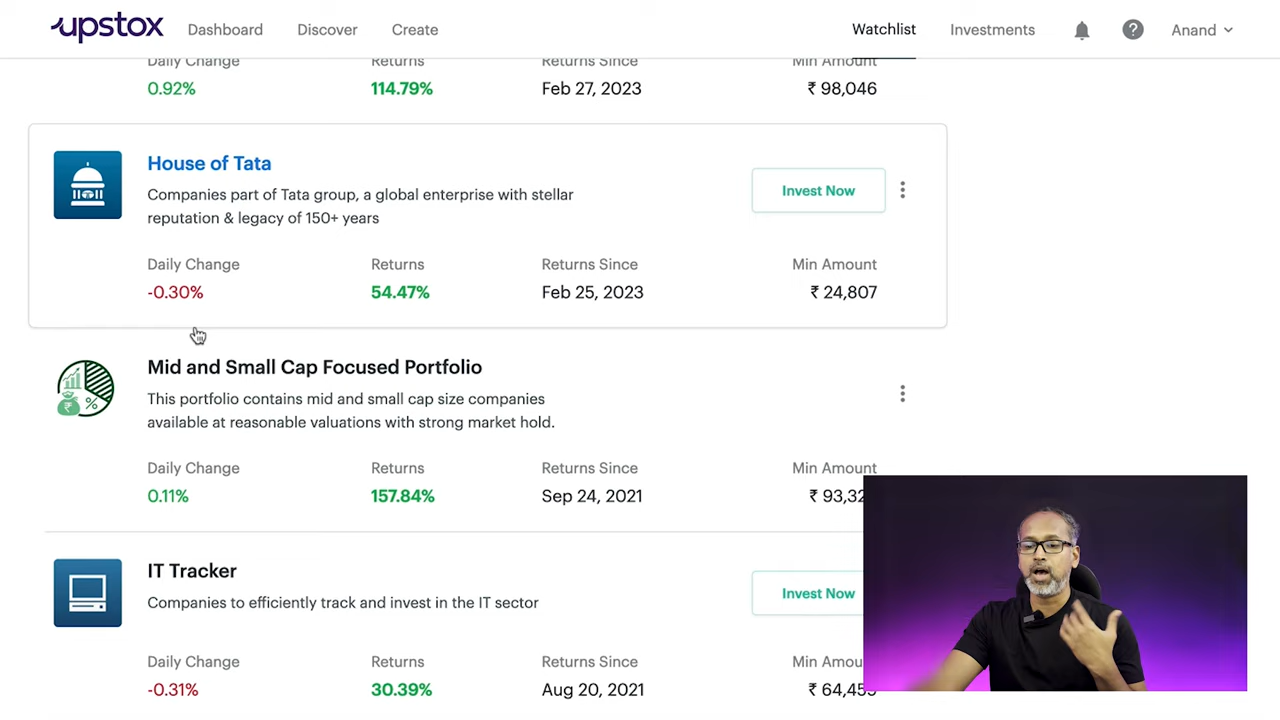 upstox Dashboard Discover Create Watchlist Investments ? Anand
Daily Change Returns Returns Since Min Amount
0.92% 114.79% Feb 27, 2023 ₹ 98,046
House of Tata
Companies part of Tata group, a global enterprise with stellar
reputation & legacy of 150+ years
Invest Now
Daily Change Returns Returns Since Min Amount
-0.30% 54.47% Feb 25, 2023 ₹ 24,807
Mid and Small Cap Focused Portfolio
This portfolio contains mid and small cap size companies
available at reasonable valuations with strong market hold.
Daily Change Returns Returns Since Min Amount
0.11% 157.84% Sep 24, 2021
IT Tracker
Companies to efficiently track and invest in the IT sector
Invest Now
Daily Change Returns Returns Since Min
-0.31% 30.39% Aug 20, 2021